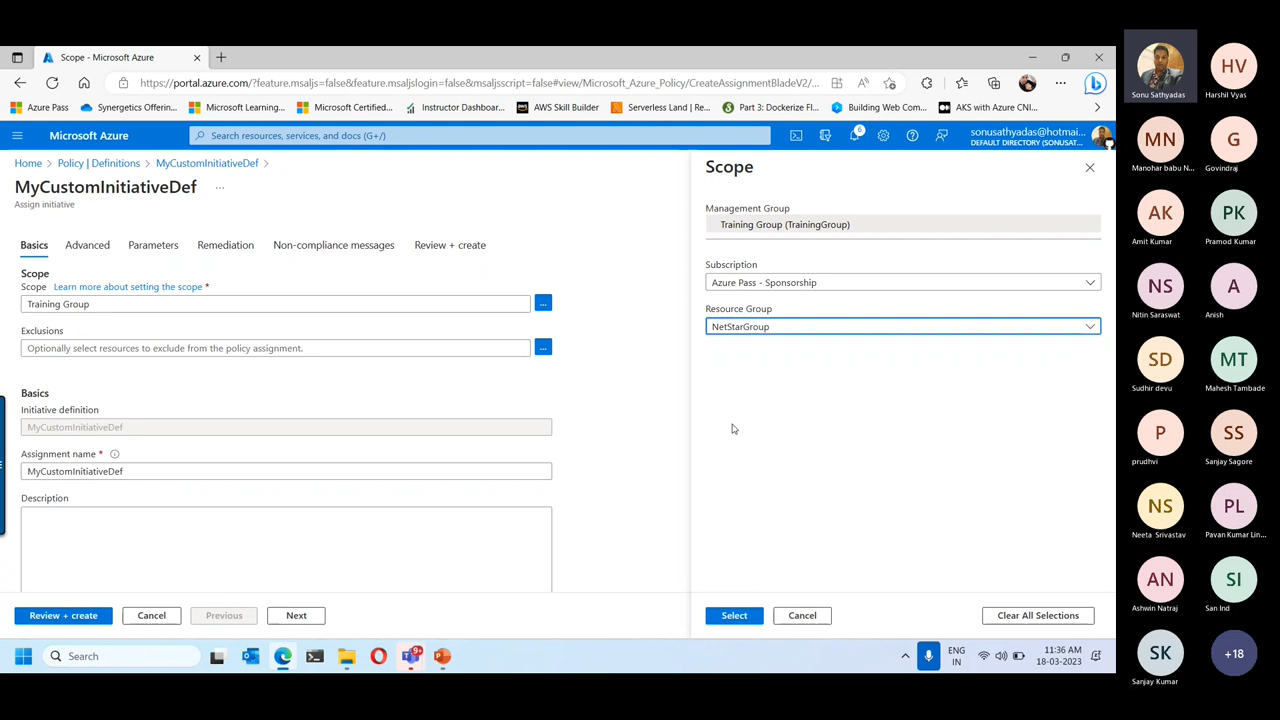 Scope - Microsoft Azure
https://portal.azure.com/?feature.msaljs=false&feature.msaljslogin=false&msaljsscript=false#view/Microsoft_Azure_Policy/CreateAssignmentBladeV2/...
Azure Pass
Synergetics Offerin...
Microsoft Learning...
Microsoft Certified...
Instructor Dashboar...
AWS Skill Builder
Serverless Land | Re...
Part 3: Dockerize Fl...
Building Web Com...
AKS with Azure CNI...
Microsoft Azure
Search resources, services, and docs (G+/)
6
sonusathyadas@hotmai...
DEFAULT DIRECTORY (SONUSAT...
Home > Policy | Definitions > MyCustomInitiativeDef >
MyCustomInitiativeDef ...
Assign initiative
Basics
Advanced
Parameters
Remediation
Non-compliance messages
Review + create
Scope
Scope Learn more about setting the scope *
Training Group
...
Exclusions
Optionally select resources to exclude from the policy assignment.
...
Basics
Initiative definition
MyCustomInitiativeDef
Assignment name *
MyCustomInitiativeDef
Description
Review + create
Cancel
Previous
Next
Scope
Management Group
Training Group (TrainingGroup)
Subscription
Azure Pass - Sponsorship
Resource Group
NetStarGroup
Select
Cancel
Clear All Selections
Search
9+
ENG
IN
11:36 AM
18-03-2023
Sonu Sathyadas
HV
Harshil Vyas
MN
Manohar babu N...
G
Govindraj
AK
Amit Kumar
PK
Pramod Kumar
NS
Nitin Saraswat
A
Anish
SD
Sudhir devu
MT
Mahesh Tambade
P
prudhvi
SS
Sanjay Sagore
NS
Neeta Srivastav
PL
Pavan Kumar Lin...
AN
Ashwin Natraj
SI
San Ind
SK
Sanjay Kumar
+18